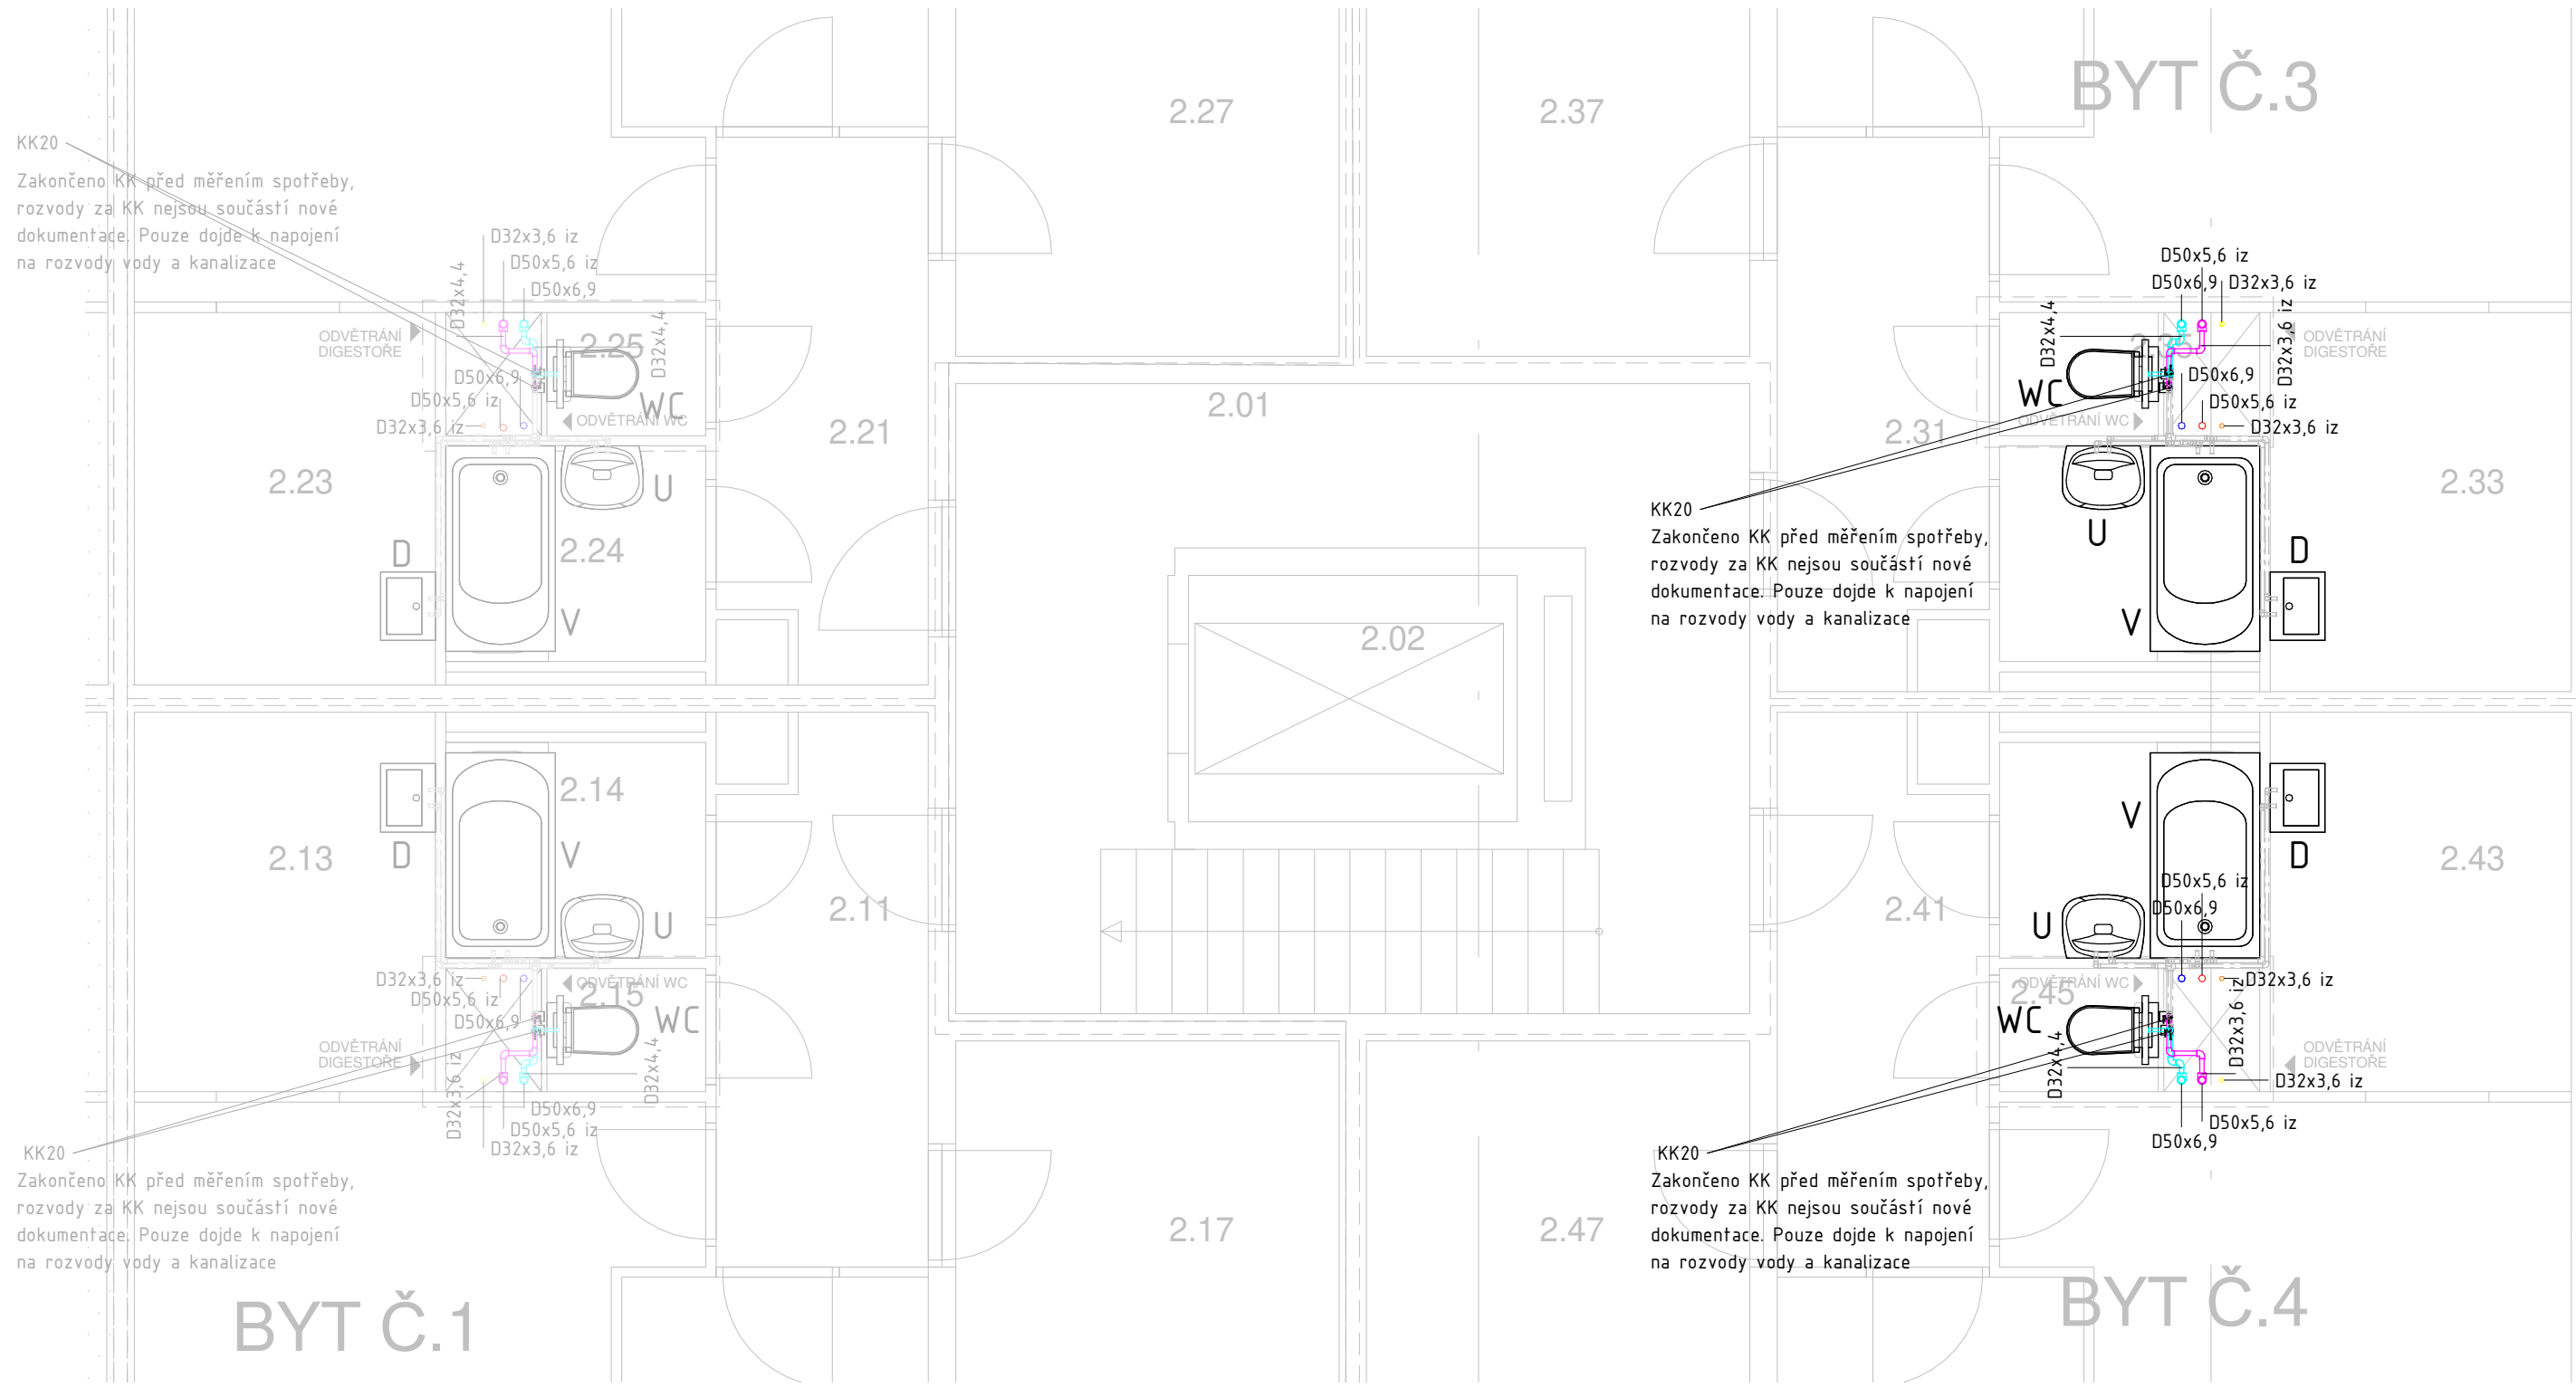 BYT Č.3
2.27
2.37
KK20
Zakončeno KK před měřením spotřeby,
rozvody za KK nejsou součástí nové
dokumentace. Pouze dojde k napojení
na rozvody vody a kanalizace
D32x3,6 iz
D50x5,6 iz
D50x6,9
D32x4,4
D32x4,4
ODVĚTRÁNÍ
DIGESTOŘE
2.25
D50x6,9
D50x5,6 iz
D32x3,6 iz
WC
ODVĚTRÁNÍ WC
2.23
U
2.24
D
V
2.21
2.01
2.02
D50x5,6 iz
D50x6,9
D32x3,6 iz
D32x4,4
D32x3,6 iz
ODVĚTRÁNÍ
DIGESTOŘE
WC
D50x6,9
D50x5,6 iz
D32x3,6 iz
ODVĚTRÁNÍ WC
2.31
2.33
KK20
Zakončeno KK před měřením spotřeby,
rozvody za KK nejsou součástí nové
dokumentace. Pouze dojde k napojení
na rozvody vody a kanalizace
U
D
V
2.14
V
D
2.13
U
2.11
D32x3,6 iz
D50x5,6 iz
D50x6,9
ODVĚTRÁNÍ WC
2.15
WC
ODVĚTRÁNÍ
DIGESTOŘE
D32x3,6 iz
D32x4,4
D50x6,9
D50x5,6 iz
D32x3,6 iz
KK20
Zakončeno KK před měřením spotřeby,
rozvody za KK nejsou součástí nové
dokumentace. Pouze dojde k napojení
na rozvody vody a kanalizace
BYT Č.1
2.17
2.47
V
D
2.43
D50x5,6 iz
D50x6,9
U
2.41
ODVĚTRÁNÍ WC
2.45
WC
D32x3,6 iz
D32x3,6 iz
D32x4,4
ODVĚTRÁNÍ
DIGESTOŘE
D32x3,6 iz
D50x5,6 iz
D50x6,9
KK20
Zakončeno KK před měřením spotřeby,
rozvody za KK nejsou součástí nové
dokumentace. Pouze dojde k napojení
na rozvody vody a kanalizace
BYT Č.4